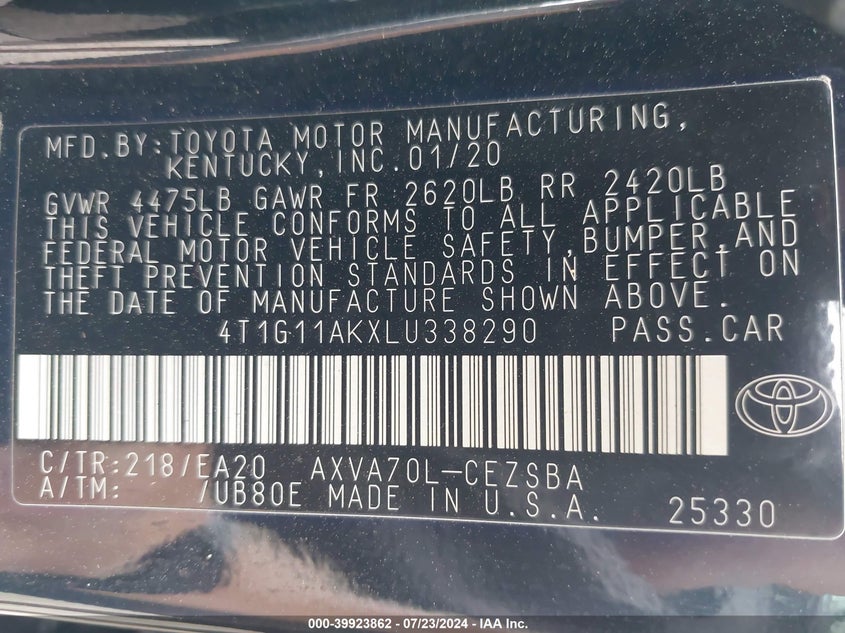 MFD.BY:TOYOTA MOTOR MANUFACTURING,
KENTUCKY,INC.01/20
GVWR 4475LB GAWR FR 2620LB RR 2420LB
THIS VEHICLE CONFORMS TO ALL APPLICABLE
FEDERAL MOTOR VEHICLE SAFETY,BUMPER,AND
THEFT PREVENTION STANDARDS IN EFFECT ON
THE DATE OF MANUFACTURE SHOWN ABOVE.
4T1G11AKXLU338290 PASS.CAR
C/TR:218/EA20 AXVA70L-CEZSBA
A/TM: /UB80E MADE IN U.S.A. 25330
000-39923862 - 07/23/2024 - IAA Inc.